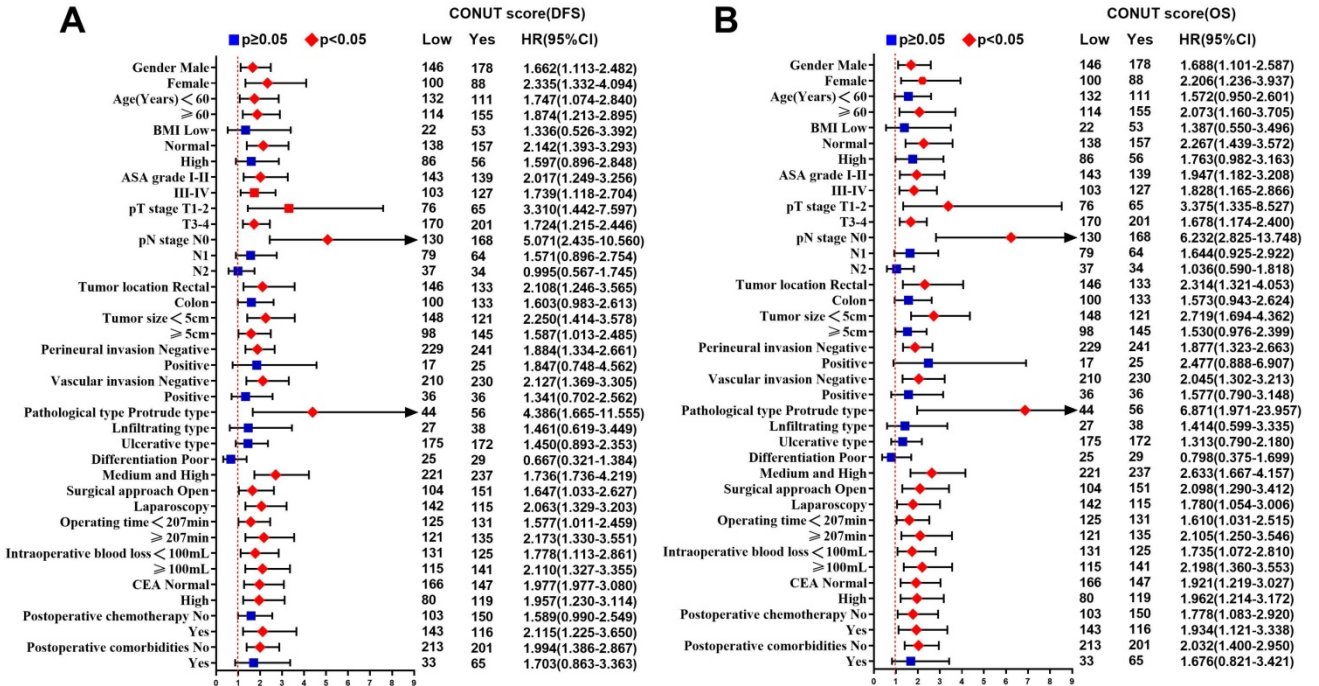 A
CONUT score(DFS)
p≥0.05 p<0.05 Low Yes HR(95%CI)
Gender Male 146 178 1.662(1.113-2.482)
Female 100 88 2.335(1.332-4.094)
Age(Years)<60 132 111 1.747(1.074-2.840)
≥60 114 155 1.874(1.213-2.895)
BMI Low 22 53 1.336(0.526-3.392)
Normal 138 157 2.142(1.393-3.293)
High 86 56 1.597(0.896-2.848)
ASA grade I-II 143 139 2.017(1.249-3.256)
III-IV 103 127 1.739(1.118-2.704)
pT stage T1-2 76 65 3.310(1.442-7.597)
T3-4 170 201 1.724(1.215-2.446)
pN stage N0 130 168 5.071(2.435-10.560)
N1 79 64 1.571(0.896-2.754)
N2 37 34 0.995(0.567-1.745)
Tumor location Rectal 146 133 2.108(1.246-3.565)
Colon 100 133 1.603(0.983-2.613)
Tumor size<5cm 148 121 2.250(1.414-3.578)
≥5cm 98 145 1.587(1.013-2.485)
Perineural invasion Negative 229 241 1.884(1.334-2.661)
Positive 17 25 1.847(0.748-4.562)
Vascular invasion Negative 210 230 2.127(1.369-3.305)
Positive 36 36 1.341(0.702-2.562)
Pathological type Protrude type 44 56 4.386(1.665-11.555)
Lnfiltrating type 27 38 1.461(0.619-3.449)
Ulcerative type 175 172 1.450(0.893-2.353)
Differentiation Poor 25 29 0.667(0.321-1.384)
Medium and High 221 237 1.736(1.736-4.219)
Surgical approach Open 104 151 1.647(1.033-2.627)
Laparoscopy 142 115 2.063(1.329-3.203)
Operating time<207min 125 131 1.577(1.011-2.459)
≥207min 121 135 2.173(1.330-3.551)
Intraoperative blood loss<100mL 131 125 1.778(1.113-2.861)
≥100mL 115 141 2.110(1.327-3.355)
CEA Normal 166 147 1.977(1.977-3.080)
High 80 119 1.957(1.230-3.114)
Postoperative chemotherapy No 103 150 1.589(0.990-2.549)
Yes 143 116 2.115(1.225-3.650)
Postoperative comorbidities No 213 201 1.994(1.386-2.867)
Yes 33 65 1.703(0.863-3.363)
0 1 2 3 4 5 6 7 8 9
B
CONUT score(OS)
p≥0.05 p<0.05 Low Yes HR(95%CI)
Gender Male 146 178 1.688(1.101-2.587)
Female 100 88 2.206(1.236-3.937)
Age(Years)<60 132 111 1.572(0.950-2.601)
≥60 114 155 2.073(1.160-3.705)
BMI Low 22 53 1.387(0.550-3.496)
Normal 138 157 2.267(1.439-3.572)
High 86 56 1.763(0.982-3.163)
ASA grade I-II 143 139 1.947(1.182-3.208)
III-IV 103 127 1.828(1.165-2.866)
pT stage T1-2 76 65 3.375(1.335-8.527)
T3-4 170 201 1.678(1.174-2.400)
pN stage N0 130 168 6.232(2.825-13.748)
N1 79 64 1.644(0.925-2.922)
N2 37 34 1.036(0.590-1.818)
Tumor location Rectal 146 133 2.314(1.321-4.053)
Colon 100 133 1.573(0.943-2.624)
Tumor size<5cm 148 121 2.719(1.694-4.362)
≥5cm 98 145 1.530(0.976-2.399)
Perineural invasion Negative 229 241 1.877(1.323-2.663)
Positive 17 25 2.477(0.888-6.907)
Vascular invasion Negative 210 230 2.045(1.302-3.213)
Positive 36 36 1.577(0.790-3.148)
Pathological type Protrude type 44 56 6.871(1.971-23.957)
Lnfiltrating type 27 38 1.414(0.599-3.335)
Ulcerative type 175 172 1.313(0.790-2.180)
Differentiation Poor 25 29 0.798(0.375-1.699)
Medium and High 221 237 2.633(1.667-4.157)
Surgical approach Open 104 151 2.098(1.290-3.412)
Laparoscopy 142 115 1.780(1.054-3.006)
Operating time<207min 125 131 1.610(1.031-2.515)
≥207min 121 135 2.105(1.250-3.546)
Intraoperative blood loss<100mL 131 125 1.735(1.072-2.810)
≥100mL 115 141 2.198(1.360-3.553)
CEA Normal 166 147 1.921(1.219-3.027)
High 80 119 1.962(1.214-3.172)
Postoperative chemotherapy No 103 150 1.778(1.083-2.920)
Yes 143 116 1.934(1.121-3.338)
Postoperative comorbidities No 213 201 2.032(1.400-2.950)
Yes 33 65 1.676(0.821-3.421)
0 1 2 3 4 5 6 7 8 9